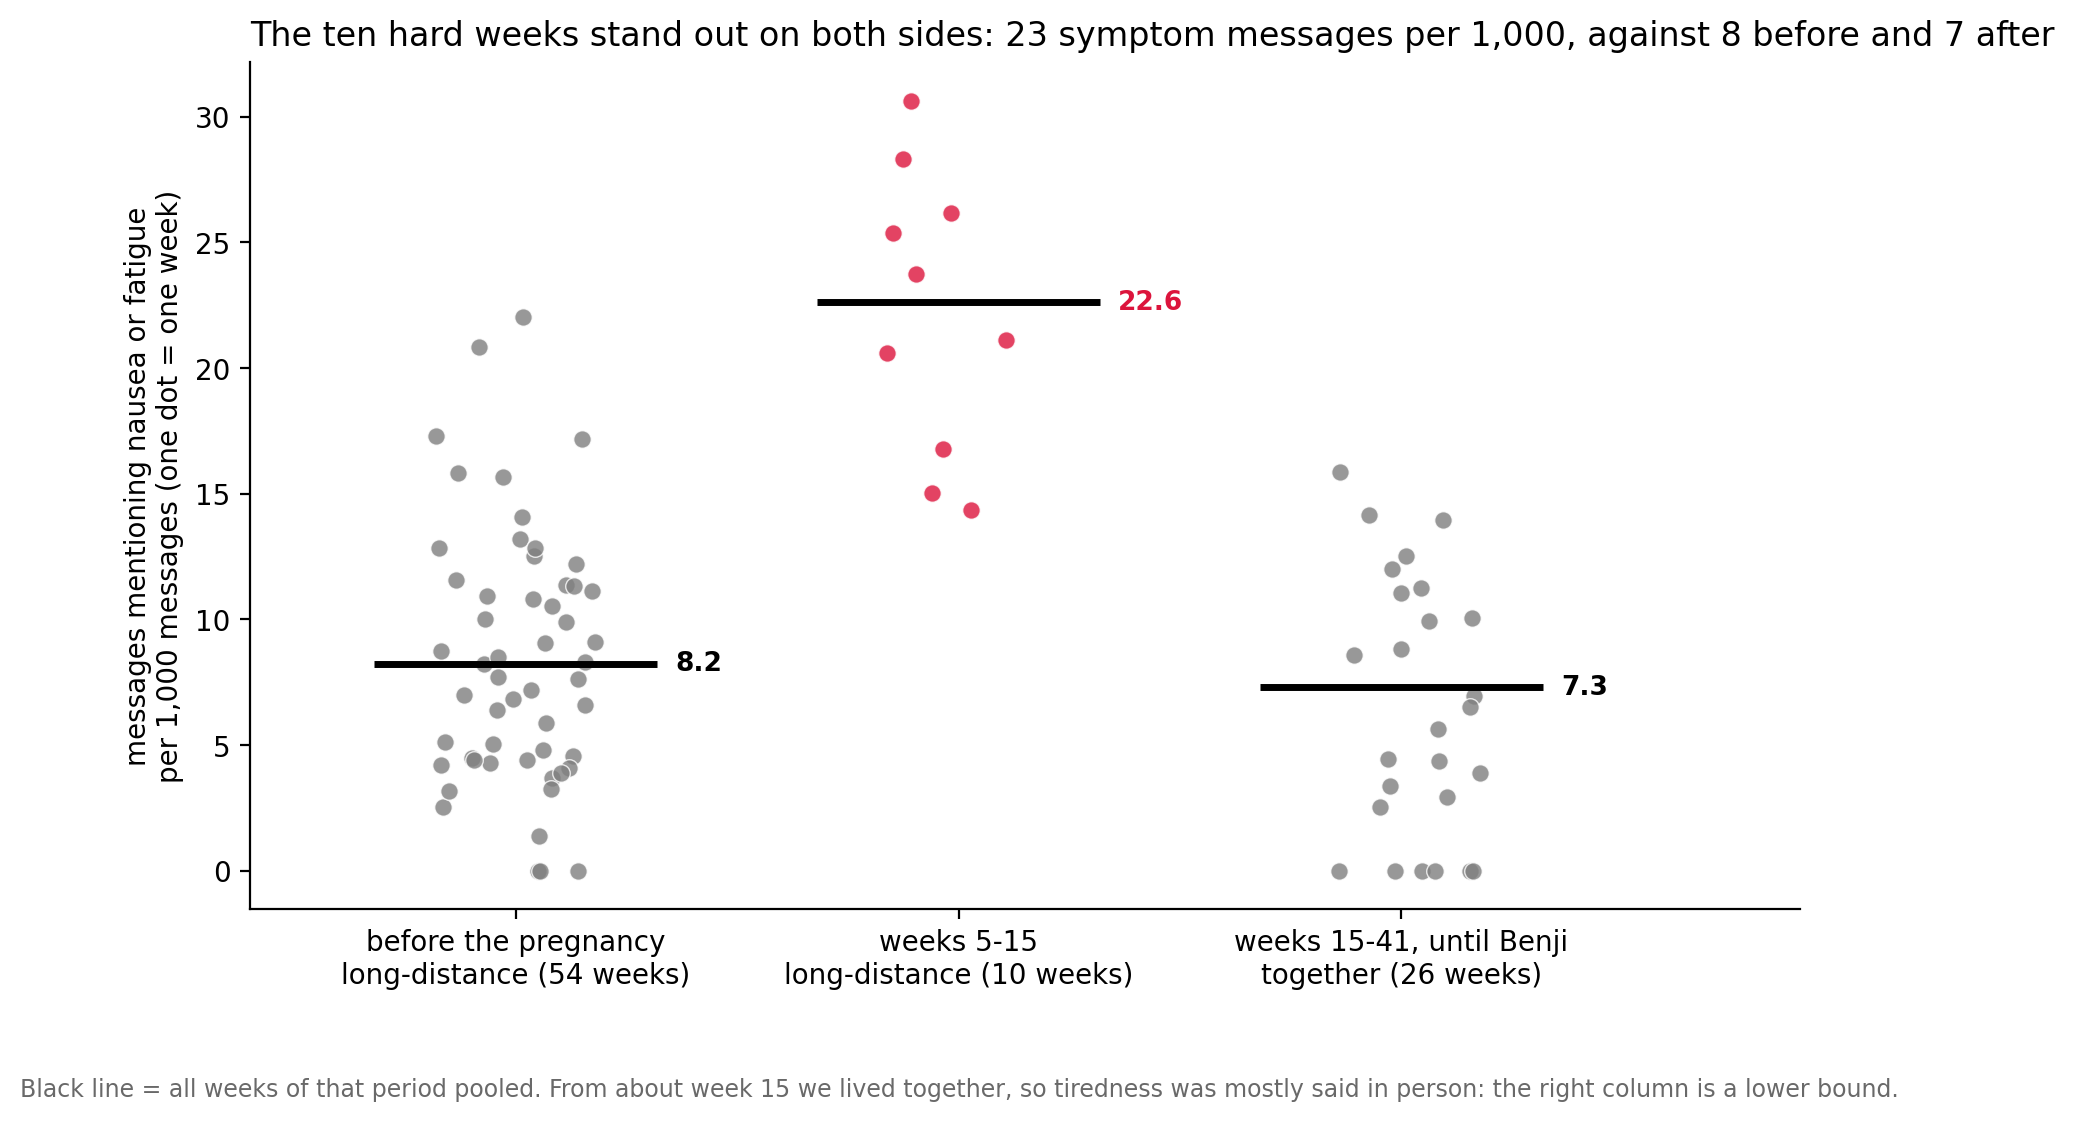 The ten hard weeks stand out on both sides: 23 symptom messages per 1,000, against 8 before and 7 after
messages mentioning nausea or fatigue
per 1,000 messages (one dot = one week)
30
25
20
15
10
5
0
22.6
8.2
7.3
before the pregnancy
long-distance (54 weeks)
weeks 5-15
long-distance (10 weeks)
weeks 15-41, until Benji
together (26 weeks)
Black line = all weeks of that period pooled. From about week 15 we lived together, so tiredness was mostly said in person: the right column is a lower bound.